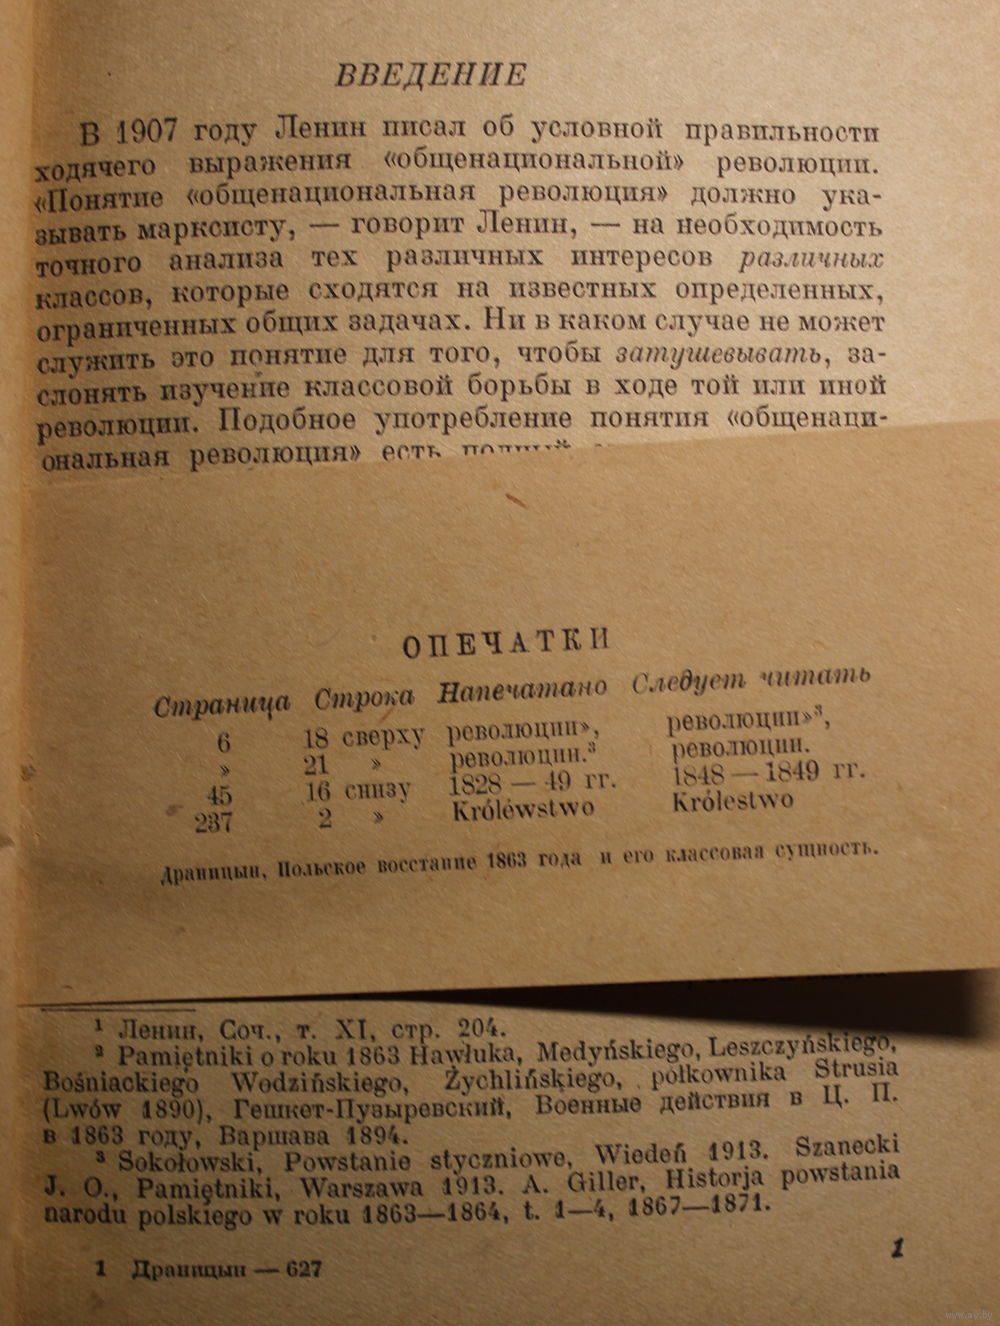 ВВЕДЕНИЕ
В 1907 году Ленин писал об условной правильности
ходячего выражения «общенациональной» революции.
«Понятие «общенациональная революция» должно ука-
зывать марксисту, — говорит Ленин, — на необходимость
точного анализа тех различных интересов различных
классов, которые сходятся на известных определенных,
ограниченных общих задачах. Ни в каком случае не может
служить это понятие для того, чтобы затушевывать, за-
слонять изучение классовой борьбы в ходе той или иной
революции. Подобное употребление понятия «общенаци-
ональная революция» есть
ОПЕЧАТКИ
Страница Строка Напечатано Следует читать
6 18 сверху революции», революции»³,
» 21 » революции.³ революции.
45 16 снизу 1828 — 49 гг. 1848 — 1849 гг.
237 2 » Króléwstwo Królestwo
Драницын, Польское восстание 1863 года и его классовая сущность.
¹ Ленин, Соч., т. XI, стр. 204.
² Pamiętniki o roku 1863 Hawłuka, Medyńskiego, Leszczyńskiego,
Bośniackiego Wodzińskiego, Żychlińskiego, połkownika Strusia
(Lwów 1890), Гешкет-Пузыревский, Военные действия в Ц. П.
в 1863 году, Варшава 1894.
³ Sokołowski, Powstanie styczniowe, Wiedeń 1913. Szanecki
J. O., Pamiętniki, Warszawa 1913. A. Giller, Historja powstania
narodu polskiego w roku 1863—1864, t. 1—4, 1867—1871.
1
1 Драницын — 627
www.ay.by